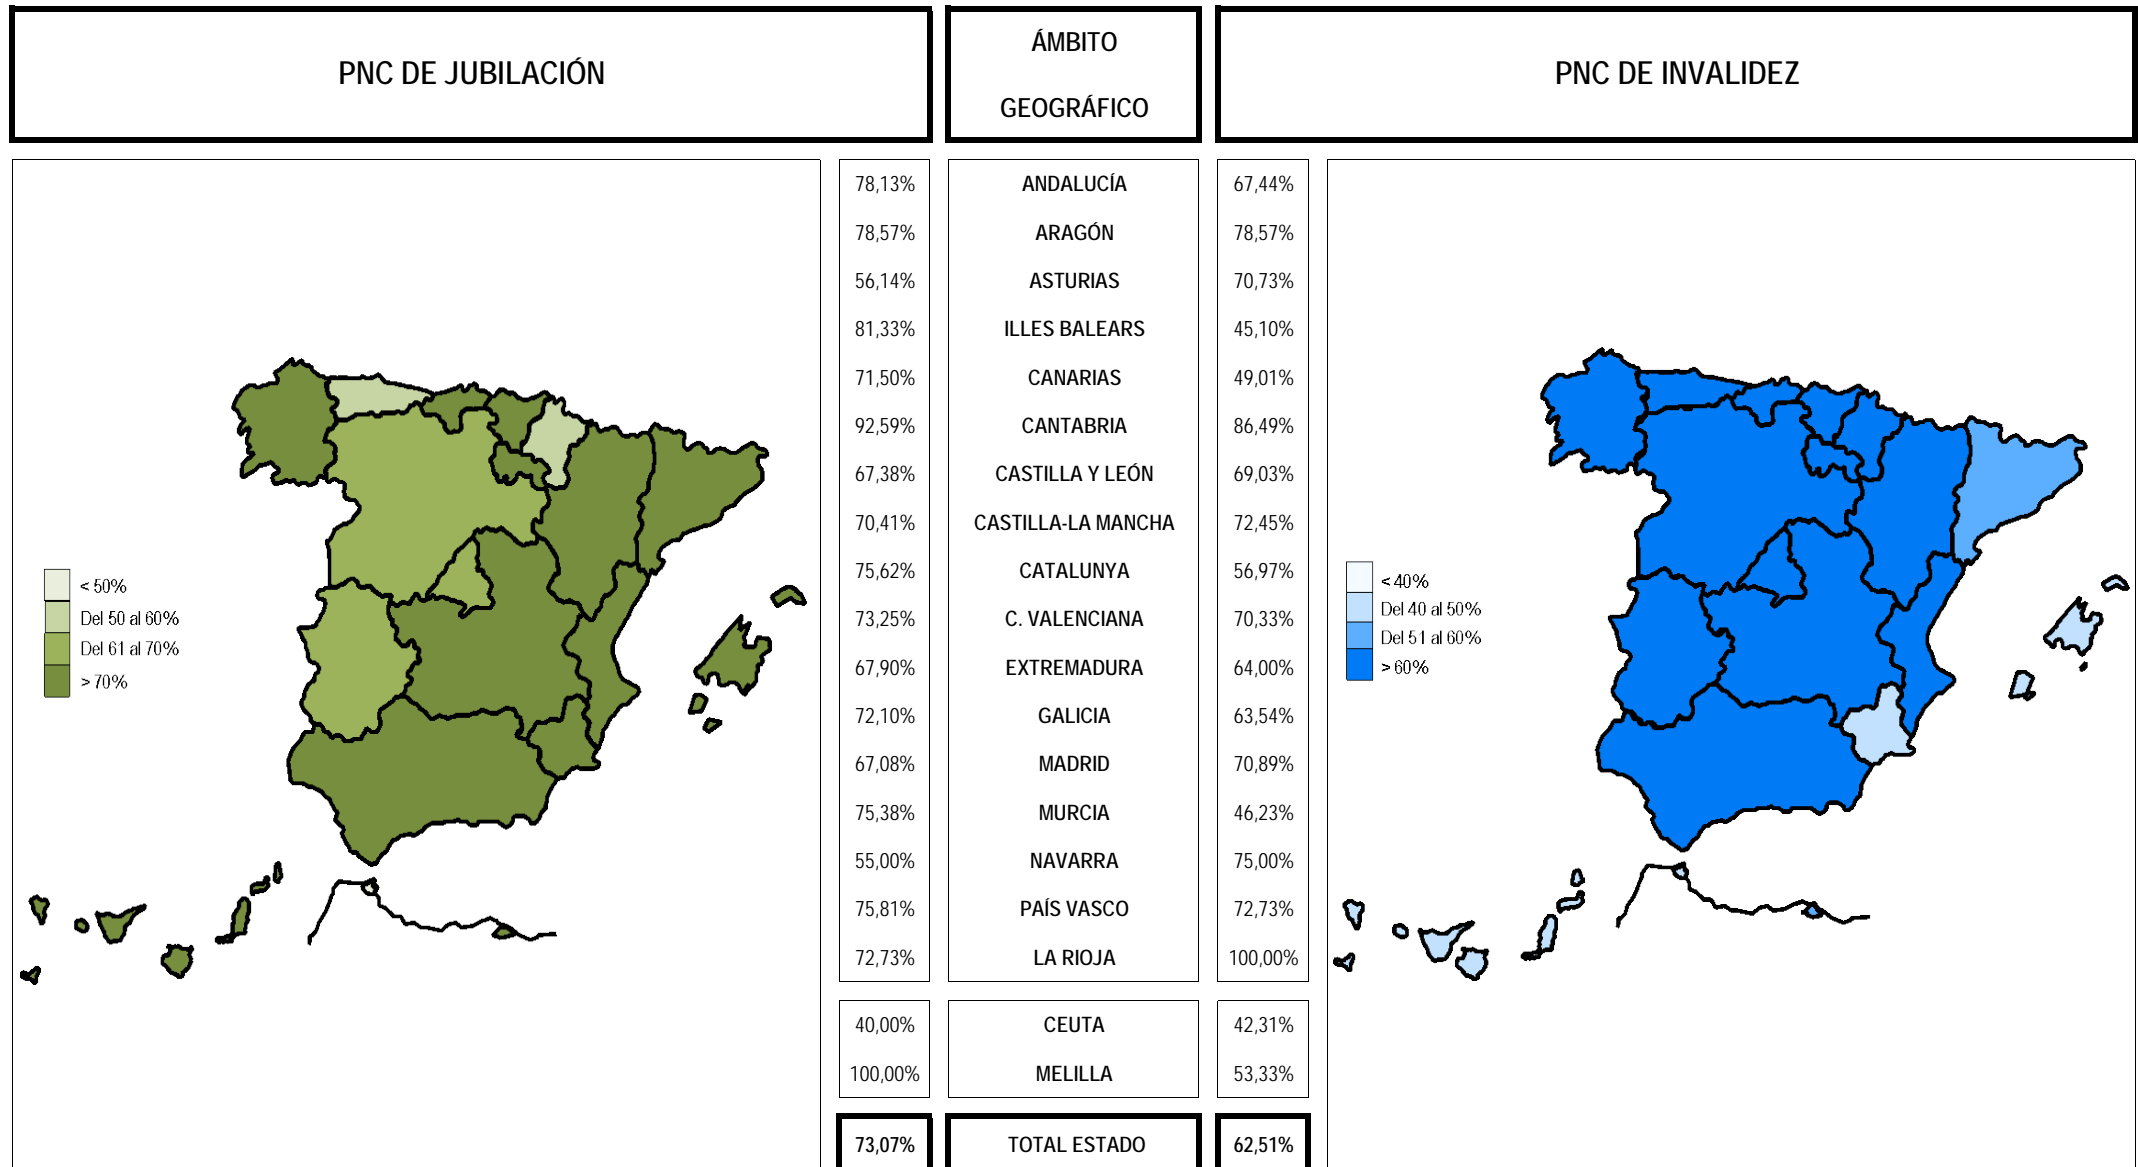 PNC DE JUBILACIÓN
ÁMBITO
GEOGRÁFICO
PNC DE INVALIDEZ
78,13% ANDALUCÍA 67,44%
78,57% ARAGÓN 78,57%
56,14% ASTURIAS 70,73%
81,33% ILLES BALEARS 45,10%
71,50% CANARIAS 49,01%
92,59% CANTABRIA 86,49%
67,38% CASTILLA Y LEÓN 69,03%
70,41% CASTILLA-LA MANCHA 72,45%
75,62% CATALUNYA 56,97%
73,25% C. VALENCIANA 70,33%
67,90% EXTREMADURA 64,00%
72,10% GALICIA 63,54%
67,08% MADRID 70,89%
75,38% MURCIA 46,23%
55,00% NAVARRA 75,00%
75,81% PAÍS VASCO 72,73%
72,73% LA RIOJA 100,00%
40,00% CEUTA 42,31%
100,00% MELILLA 53,33%
73,07% TOTAL ESTADO 62,51%
< 50%
Del 50 al 60%
Del 61 al 70%
> 70%
< 40%
Del 40 al 50%
Del 51 al 60%
> 60%